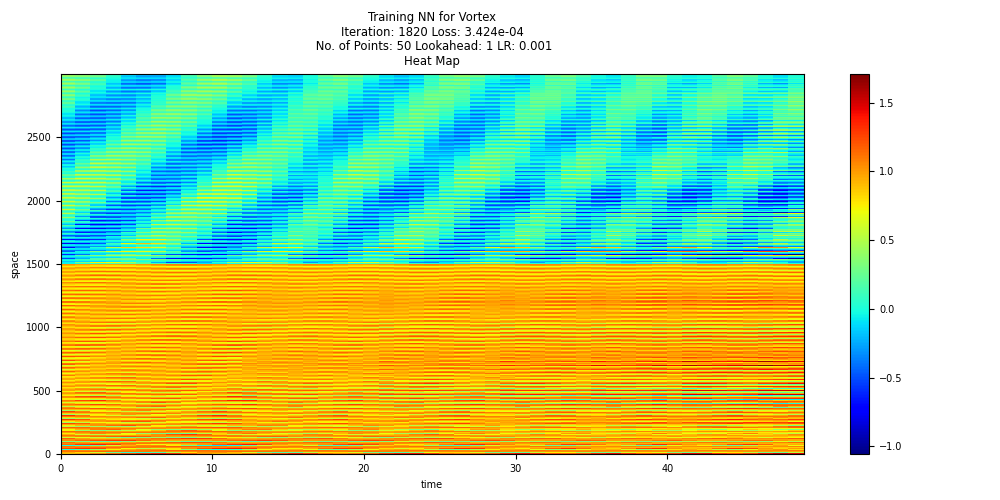 Training NN for Vortex
Iteration: 1820 Loss: 3.424e-04
No. of Points: 50 Lookahead: 1 LR: 0.001
Heat Map
2500
2000
1500
1000
500
0
space
0 10 20 30 40
time
1.5
1.0
0.5
0.0
−0.5
−1.0